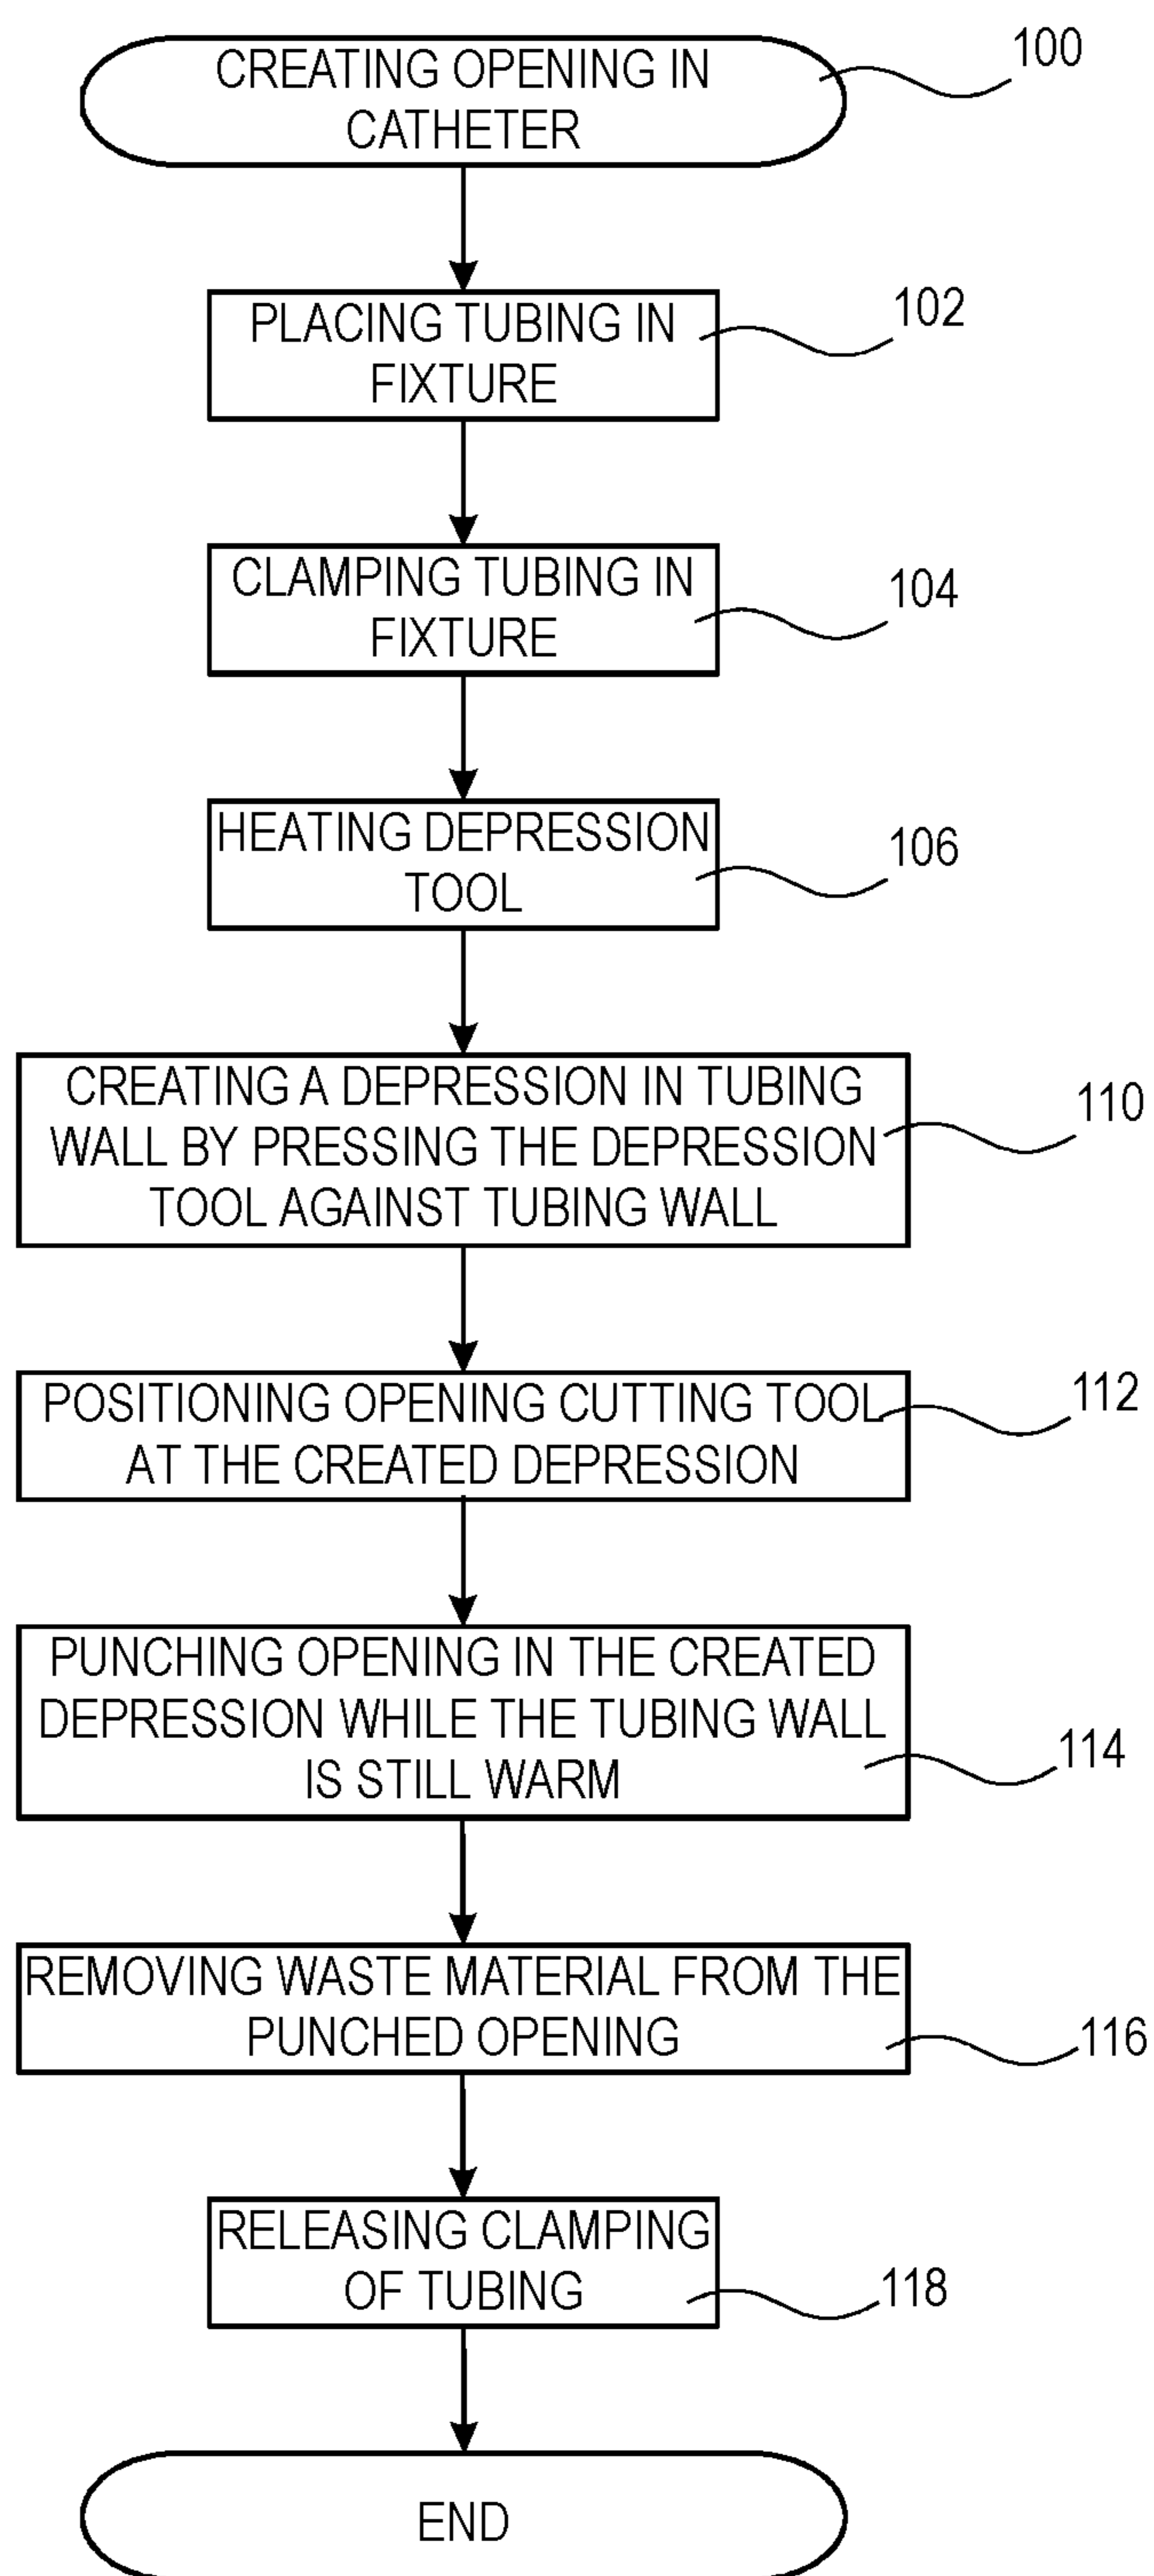 CREATING OPENING IN
CATHETER
100
PLACING TUBING IN
FIXTURE
102
CLAMPING TUBING IN
FIXTURE
104
HEATING DEPRESSION
TOOL
106
CREATING A DEPRESSION IN TUBING
WALL BY PRESSING THE DEPRESSION
TOOL AGAINST TUBING WALL
110
POSITIONING OPENING CUTTING TOOL
AT THE CREATED DEPRESSION
112
PUNCHING OPENING IN THE CREATED
DEPRESSION WHILE THE TUBING WALL
IS STILL WARM
114
REMOVING WASTE MATERIAL FROM THE
PUNCHED OPENING
116
RELEASING CLAMPING
OF TUBING
118
END